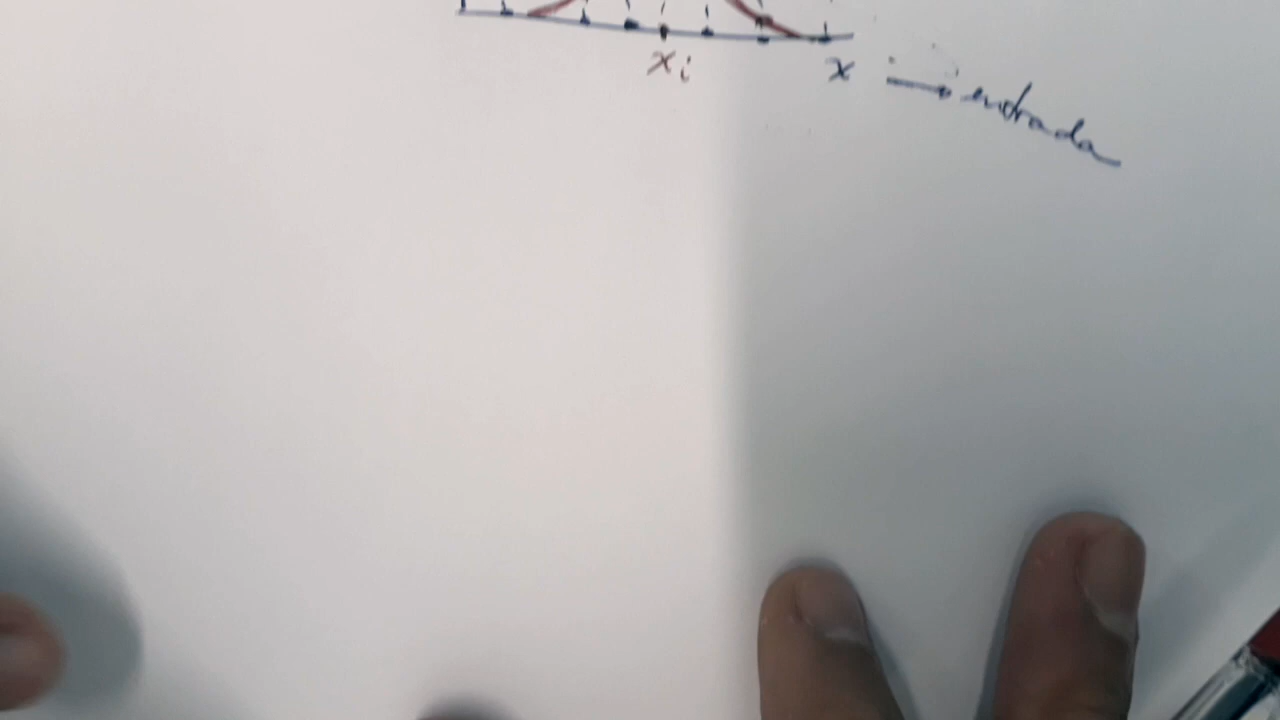 xi
x → entrada